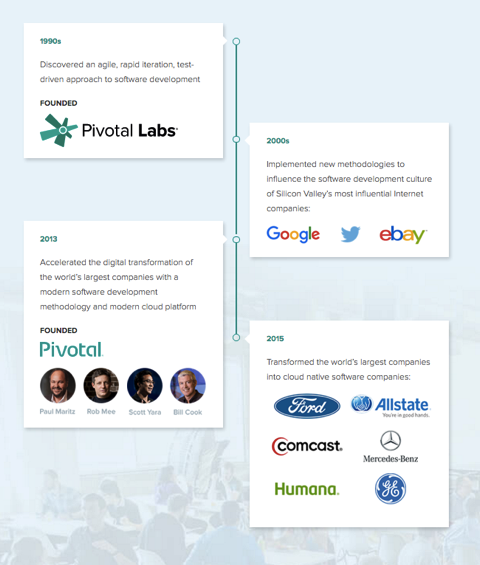 1990s
Discovered an agile, rapid iteration, test-
driven approach to software development
FOUNDED
Pivotal Labs
2000s
Implemented new methodologies to
influence the software development culture
of Silicon Valley's most influential Internet
companies:
Google
ebay
2013
Accelerated the digital transformation of
the world's largest companies with a
modern software development
methodology and modern cloud platform
FOUNDED
Pivotal
Paul Maritz Rob Mee Scott Yara Bill Cook
2015
Transformed the world's largest companies
into cloud native software companies:
Ford Allstate
You're in good hands.
Comcast Mercedes-Benz
Humana GE